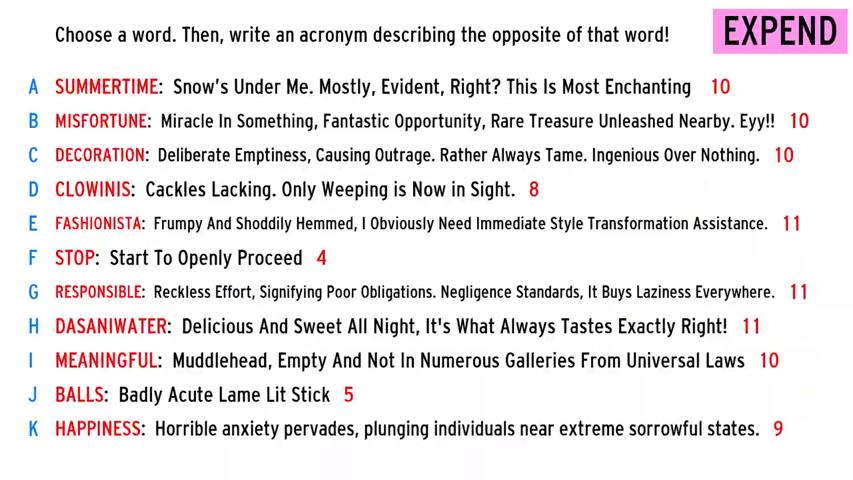 Choose a word. Then, write an acronym describing the opposite of that word!
EXPEND
A SUMMERTIME: Snow's Under Me. Mostly, Evident, Right? This Is Most Enchanting 10
B MISFORTUNE: Miracle In Something, Fantastic Opportunity, Rare Treasure Unleashed Nearby. Eyy!! 10
C DECORATION: Deliberate Emptiness, Causing Outrage. Rather Always Tame. Ingenious Over Nothing. 10
D CLOWINIS: Cackles Lacking. Only Weeping is Now in Sight. 8
E FASHIONISTA: Frumpy And Shoddily Hemmed, I Obviously Need Immediate Style Transformation Assistance. 11
F STOP: Start To Openly Proceed 4
G RESPONSIBLE: Reckless Effort, Signifying Poor Obligations. Negligence Standards, It Buys Laziness Everywhere. 11
H DASANIWATER: Delicious And Sweet All Night, It's What Always Tastes Exactly Right! 11
I MEANINGFUL: Muddlehead, Empty And Not In Numerous Galleries From Universal Laws 10
J BALLS: Badly Acute Lame Lit Stick 5
K HAPPINESS: Horrible anxiety pervades, plunging individuals near extreme sorrowful states. 9